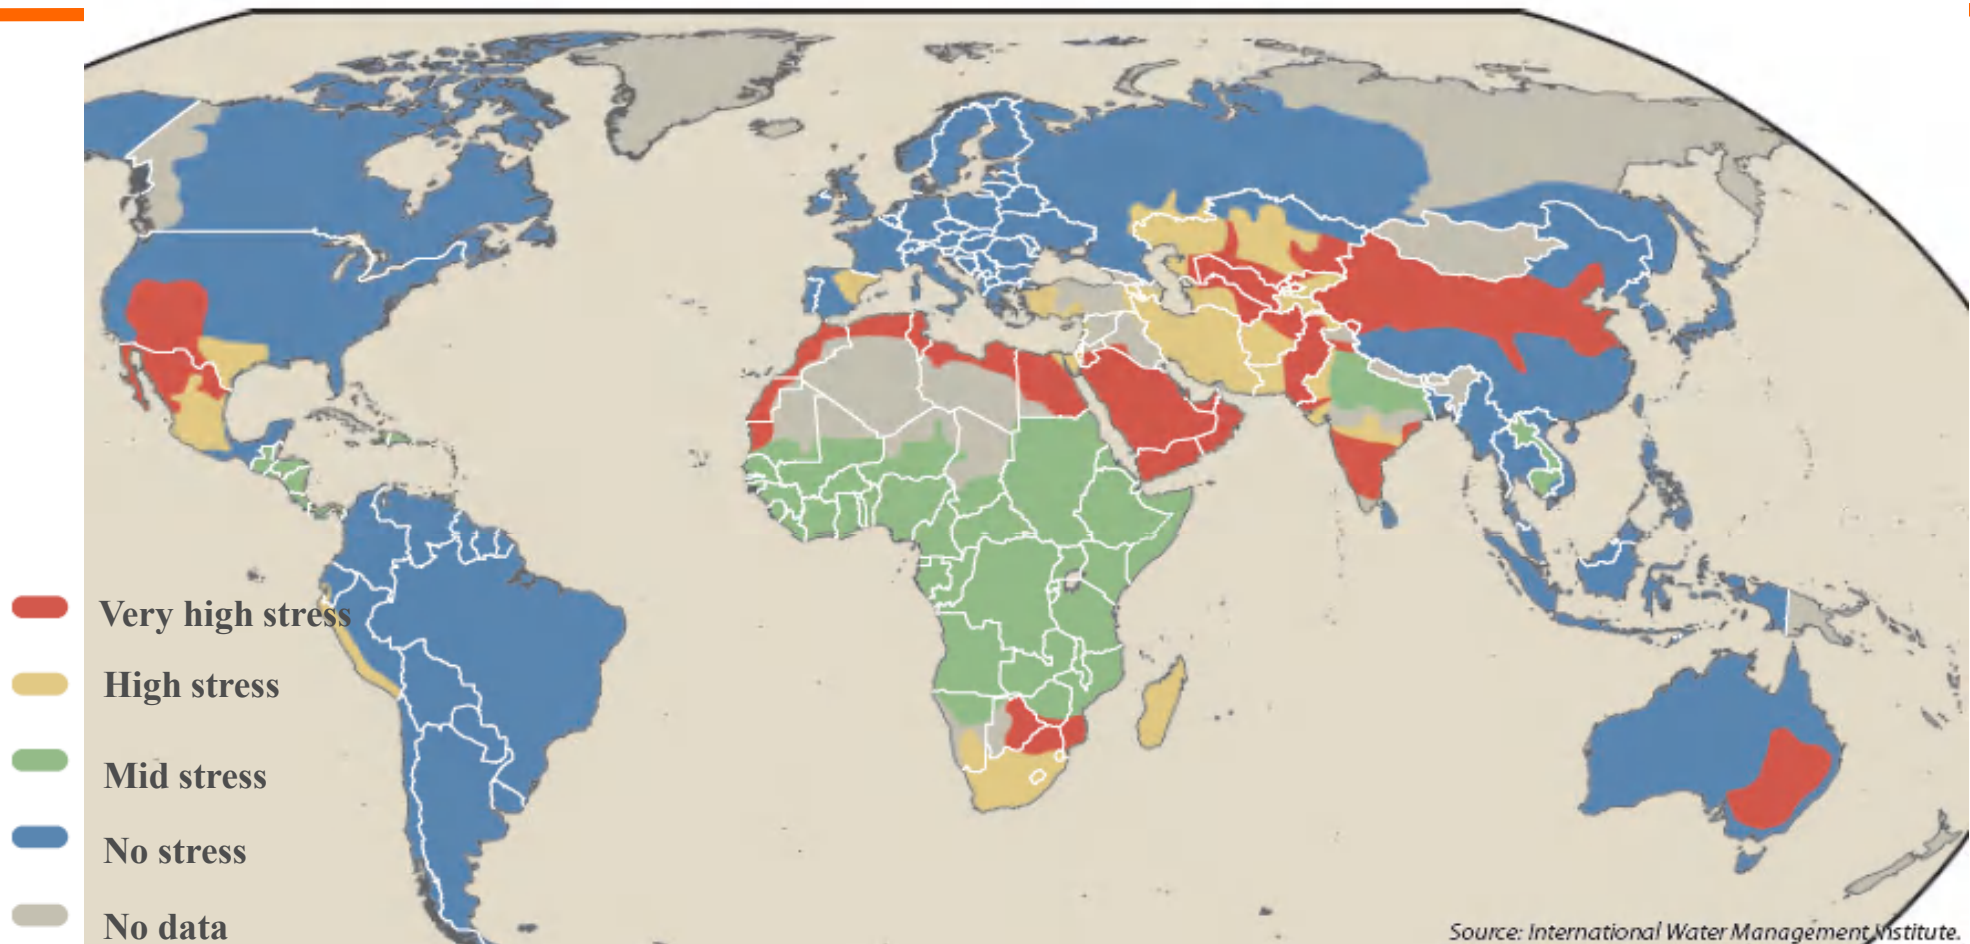 Very high stress
High stress
Mid stress
No stress
No data
Source: International Water Management Institute.